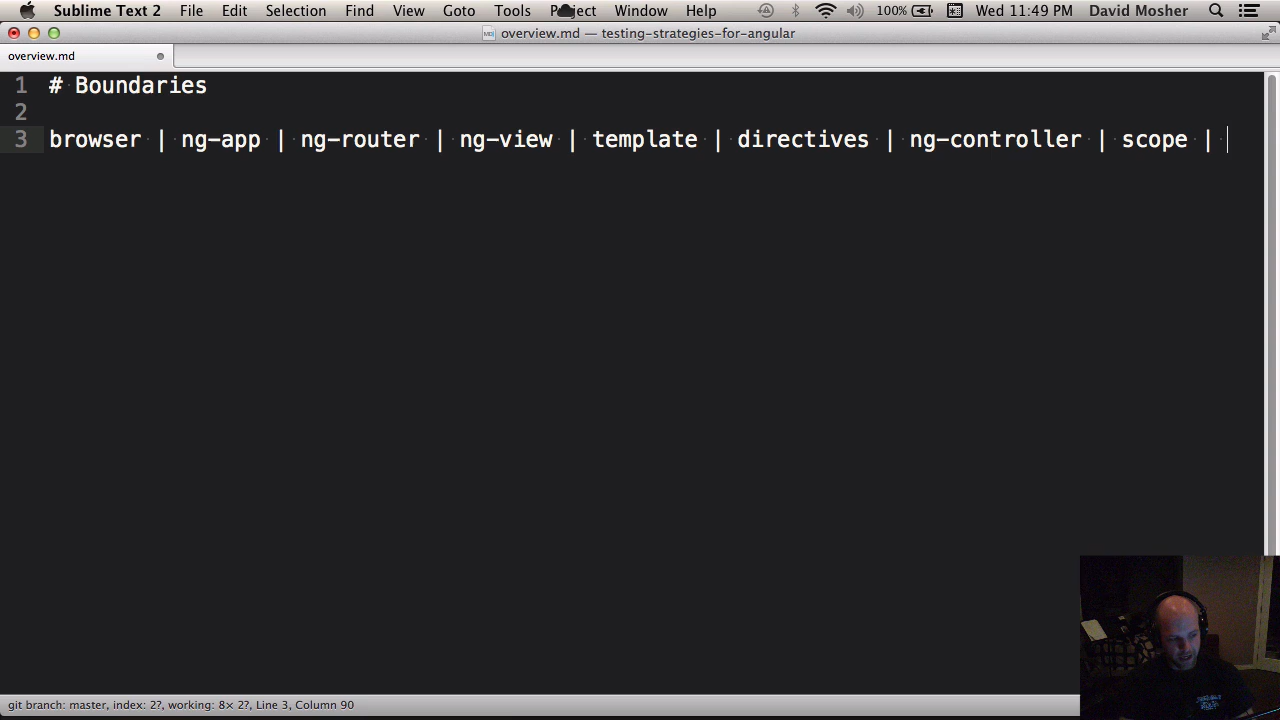 Sublime Text 2 File Edit Selection Find View Goto Tools Project Window Help 100% Wed 11:49 PM David Mosher
overview.md — testing-strategies-for-angular
overview.md
1 # Boundaries
2
3 browser | ng-app | ng-router | ng-view | template | directives | ng-controller | scope |
git branch: master, index: 2?, working: 8× 2?, Line 3, Column 90